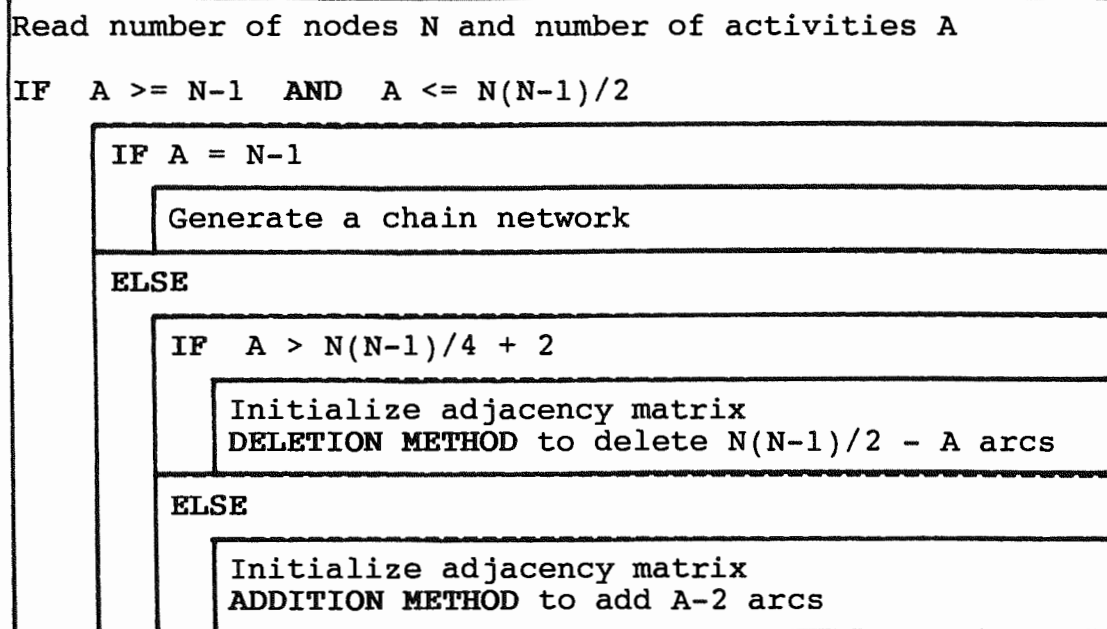 Read number of nodes N and number of activities A
IF A >= N-1 AND A <= N(N-1)/2
IF A = N-1
Generate a chain network
ELSE
IF A > N(N-1)/4 + 2
Initialize adjacency matrix
DELETION METHOD to delete N(N-1)/2 - A arcs
ELSE
Initialize adjacency matrix
ADDITION METHOD to add A-2 arcs